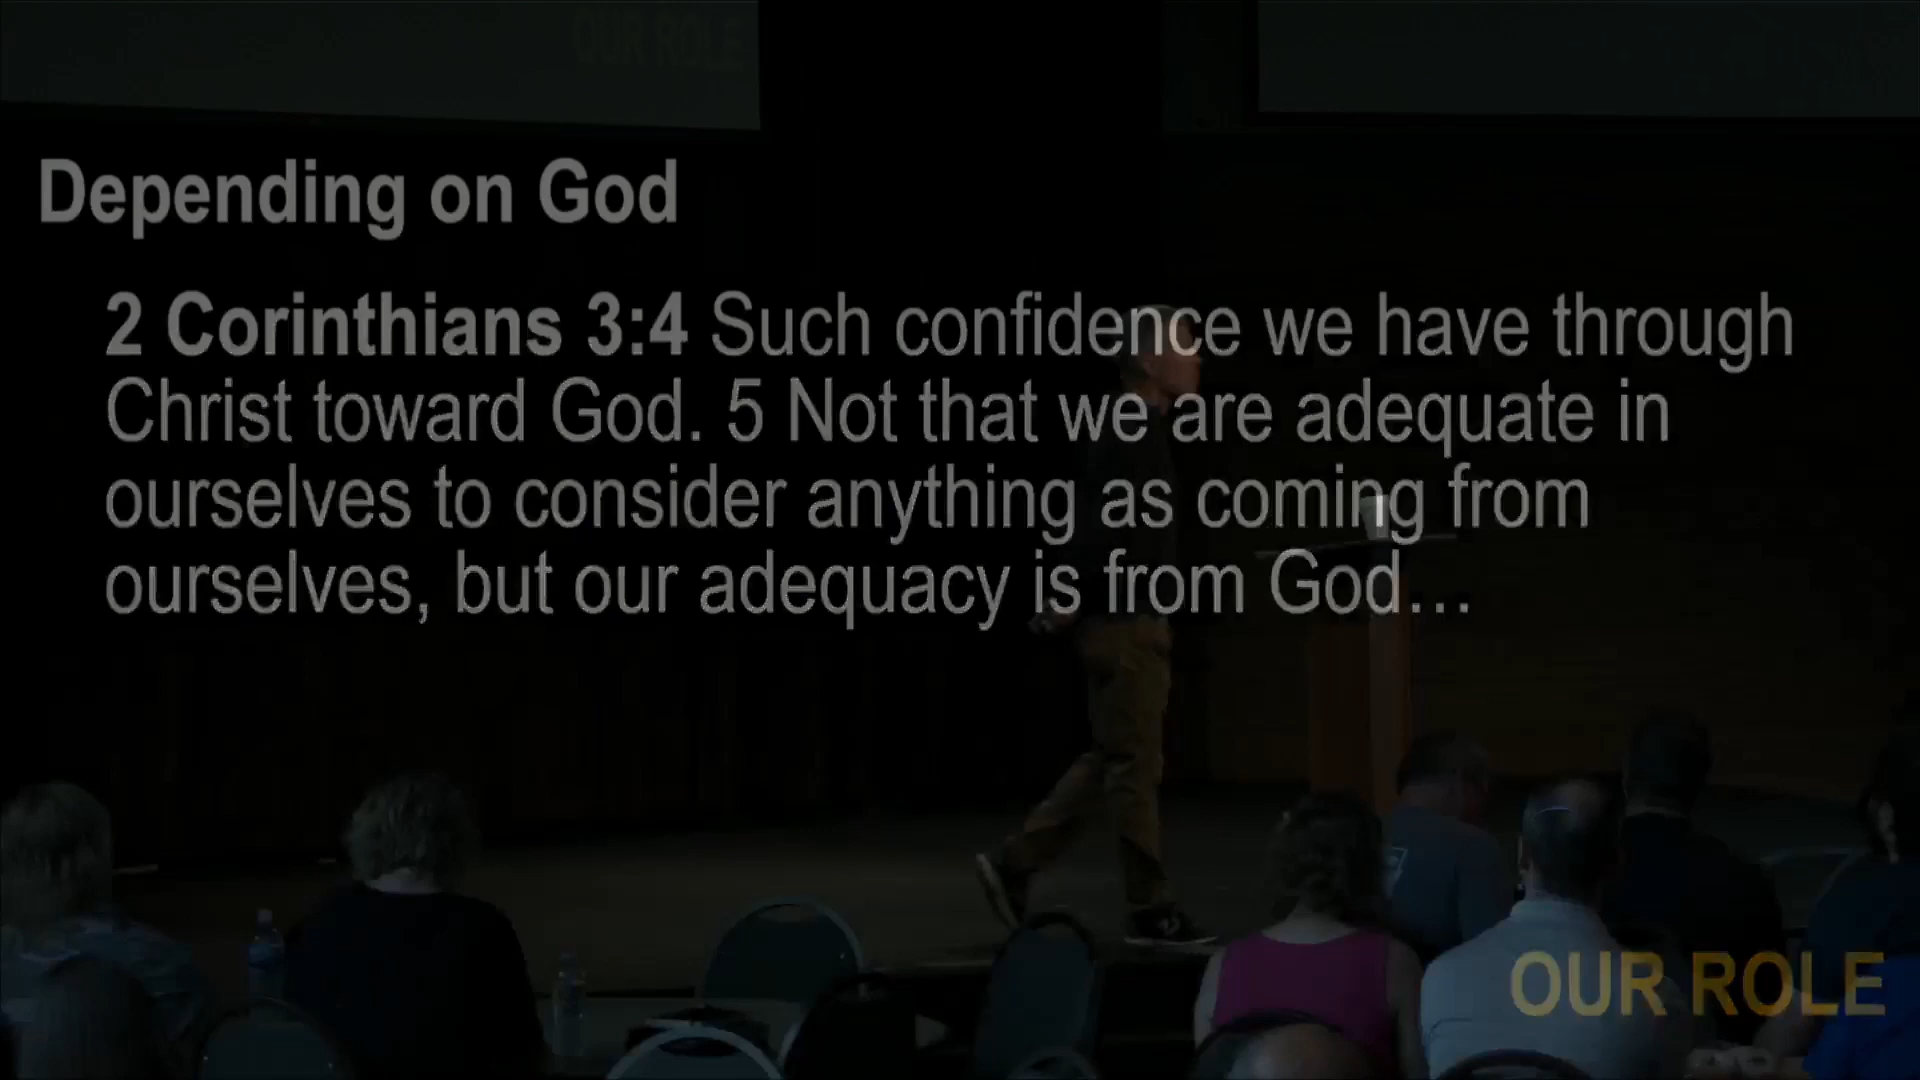 OUR ROLE
Depending on God
2 Corinthians 3:4 Such confidence we have through
Christ toward God. 5 Not that we are adequate in
ourselves to consider anything as coming from
ourselves, but our adequacy is from God…
OUR ROLE